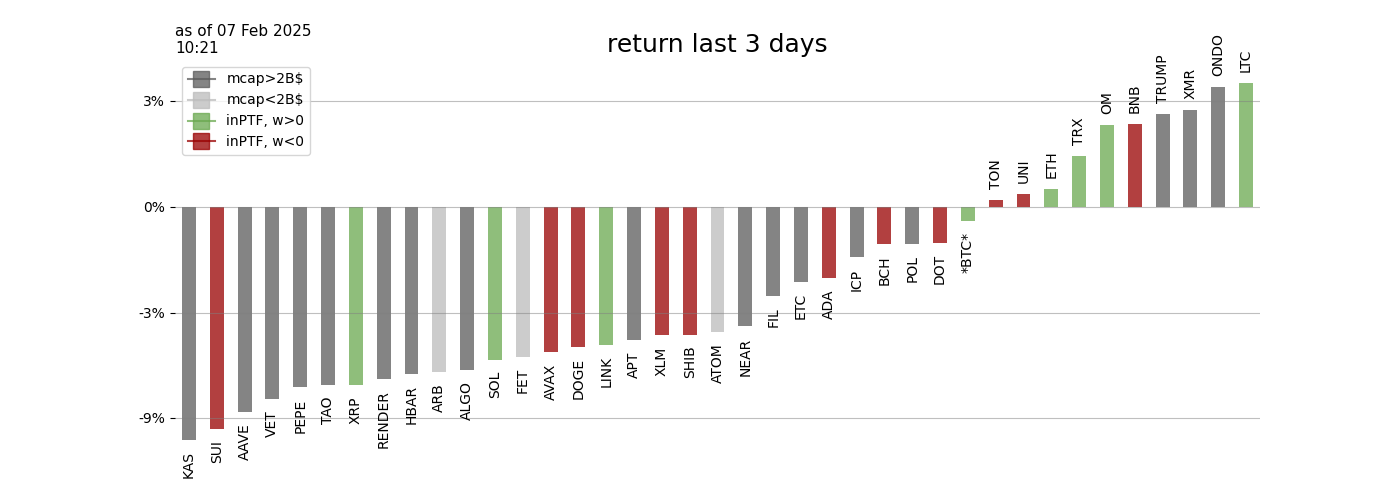 as of 07 Feb 2025
10:21
return last 3 days
mcap>2B$
mcap<2B$
inPTF, w>0
inPTF, w<0
3%
0%
-3%
-9%
KAS
SUI
AAVE
VET
PEPE
TAO
XRP
RENDER
HBAR
ARB
ALGO
SOL
FET
AVAX
DOGE
LINK
APT
XLM
SHIB
ATOM
NEAR
FIL
ETC
ADA
ICP
BCH
POL
DOT
*BTC*
TON
UNI
ETH
TRX
OM
BNB
TRUMP
XMR
ONDO
LTC